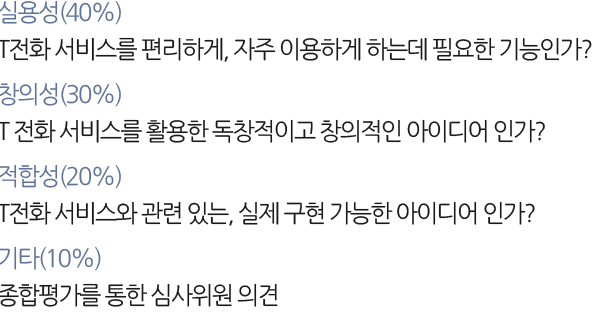 실용성(40%)
T전화 서비스를 편리하게, 자주 이용하게 하는데 필요한 기능인가?
창의성(30%)
T 전화 서비스를 활용한 독창적이고 창의적인 아이디어 인가?
적합성(20%)
T전화 서비스와 관련 있는, 실제 구현 가능한 아이디어 인가?
기타(10%)
종합평가를 통한 심사위원 의견